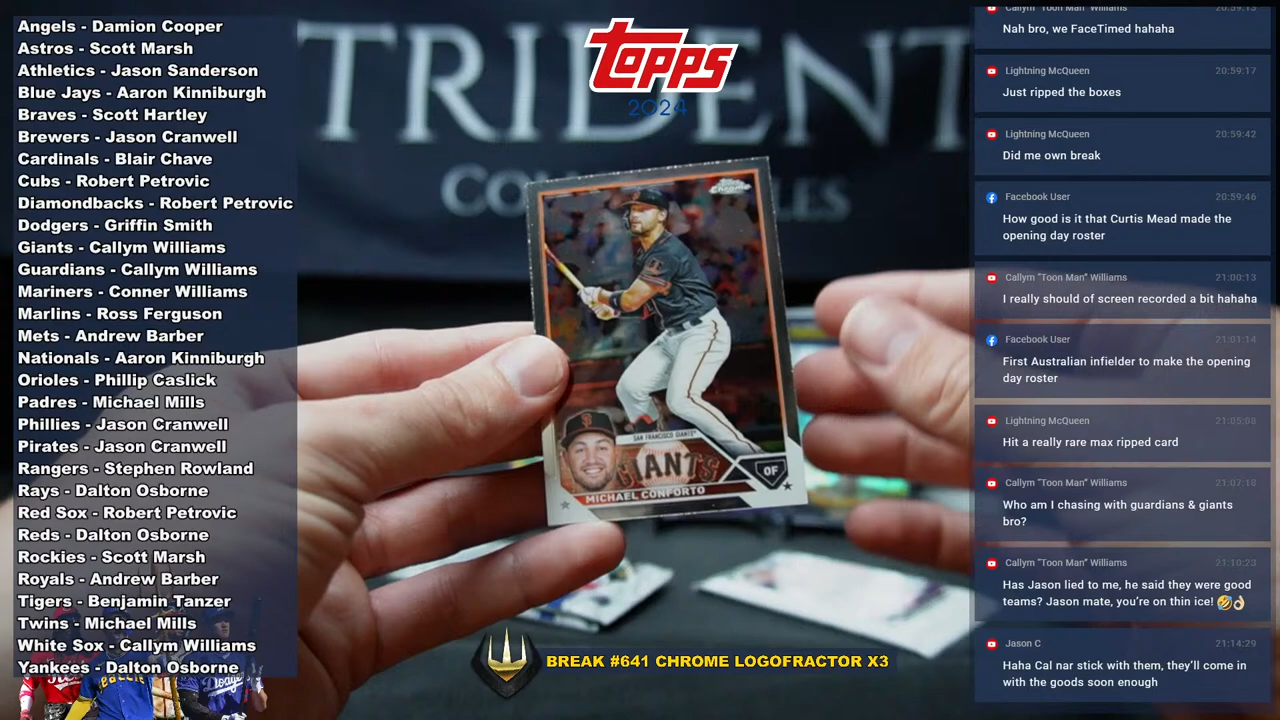 Angels - Damion Cooper
Astros - Scott Marsh
Athletics - Jason Sanderson
Blue Jays - Aaron Kinniburgh
Braves - Scott Hartley
Brewers - Jason Cranwell
Cardinals - Blair Chave
Cubs - Robert Petrovic
Diamondbacks - Robert Petrovic
Dodgers - Griffin Smith
Giants - Callym Williams
Guardians - Callym Williams
Mariners - Conner Williams
Marlins - Ross Ferguson
Mets - Andrew Barber
Nationals - Aaron Kinniburgh
Orioles - Phillip Caslick
Padres - Michael Mills
Phillies - Jason Cranwell
Pirates - Jason Cranwell
Rangers - Stephen Rowland
Rays - Dalton Osborne
Red Sox - Robert Petrovic
Reds - Dalton Osborne
Rockies - Scott Marsh
Royals - Andrew Barber
Tigers - Benjamin Tanzer
Twins - Michael Mills
White Sox - Callym Williams
Yankees - Dalton Osborne
TRIDENT
topps
2024
Topps
Chrome
SAN FRANCISCO GIANTS
GIANTS
OF
MICHAEL CONFORTO
BREAK #641 CHROME LOGOFRACTOR X3
Callym "Toon Man" Williams 20:59:13
Nah bro, we FaceTimed hahaha
Lightning McQueen 20:59:17
Just ripped the boxes
Lightning McQueen 20:59:42
Did me own break
Facebook User 20:59:46
How good is it that Curtis Mead made the
opening day roster
Callym "Toon Man" Williams 21:00:13
I really should of screen recorded a bit hahaha
Facebook User 21:01:14
First Australian infielder to make the opening
day roster
Lightning McQueen 21:05:08
Hit a really rare max ripped card
Callym "Toon Man" Williams 21:07:18
Who am I chasing with guardians & giants
bro?
Callym "Toon Man" Williams 21:10:23
Has Jason lied to me, he said they were good
teams? Jason mate, you're on thin ice! 🤣👌
Jason C 21:14:29
Haha Cal nar stick with them, they'll come in
with the goods soon enough